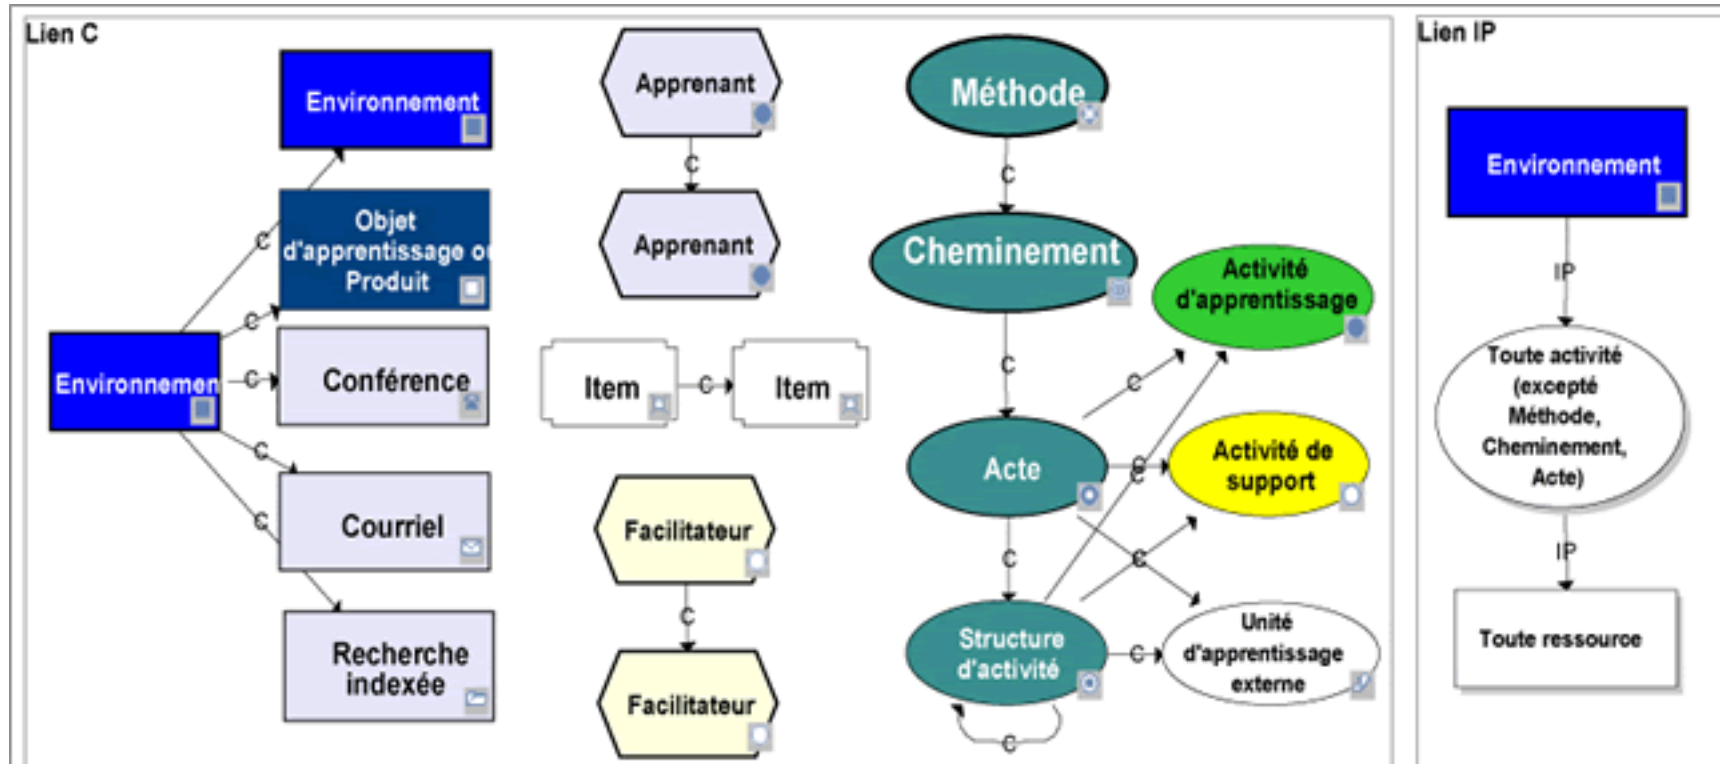 Lien C
Environnement
Objet
d'apprentissage ou
Produit
Environnemen
Conférence
Courriel
Recherche
indexée
C
C
C
C
C
Apprenant
C
Apprenant
Item
C
Item
Facilitateur
C
Facilitateur
Méthode
C
Cheminement
C
Acte
C
Structure
d'activité
C
Activité
d'apprentissage
C
C
C
Activité de
support
C
C
C
Unité
d'apprentissage
externe
Lien IP
Environnement
IP
Toute activité
(excepté
Méthode,
Cheminement,
Acte)
IP
Toute ressource